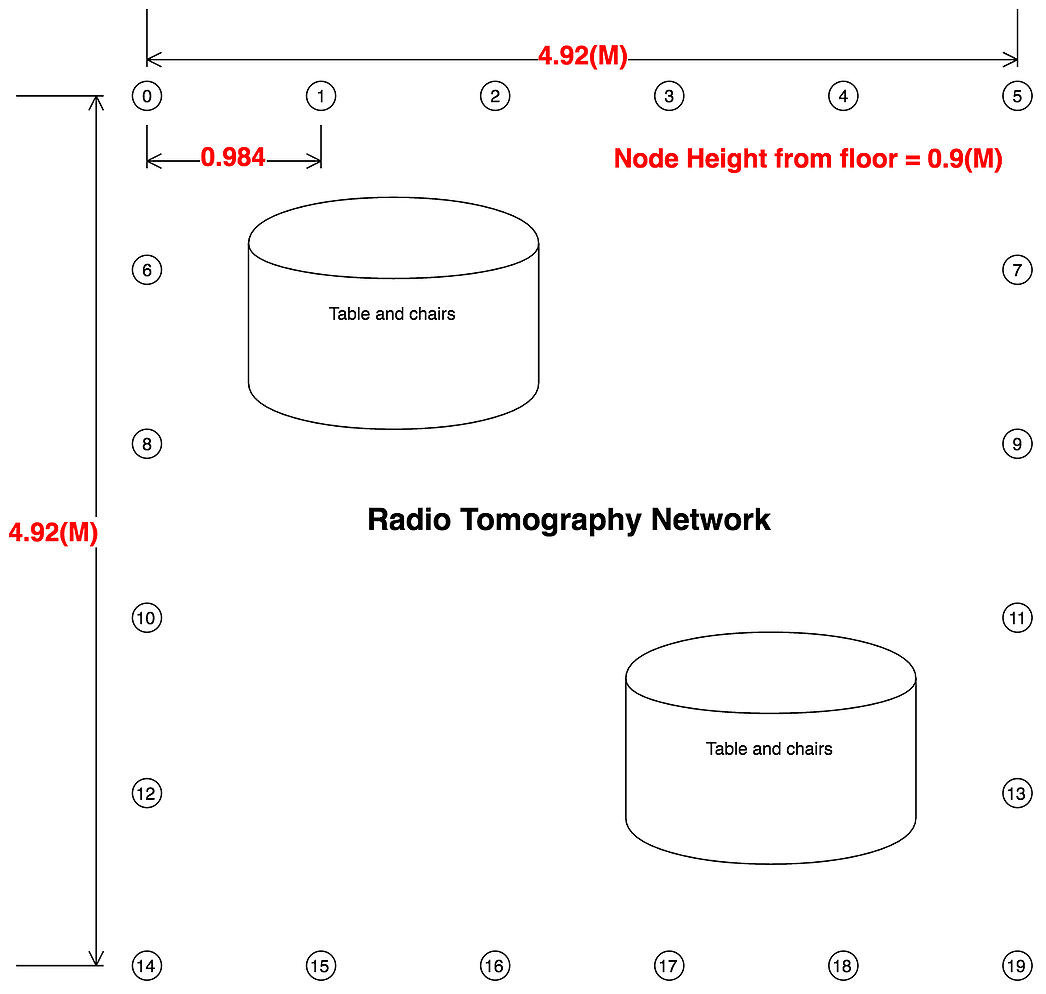 4.92(M)
0 1 2 3 4 5
0.984
Node Height from floor = 0.9(M)
6 7
Table and chairs
8 9
Radio Tomography Network
4.92(M)
10 11
Table and chairs
12 13
14 15 16 17 18 19